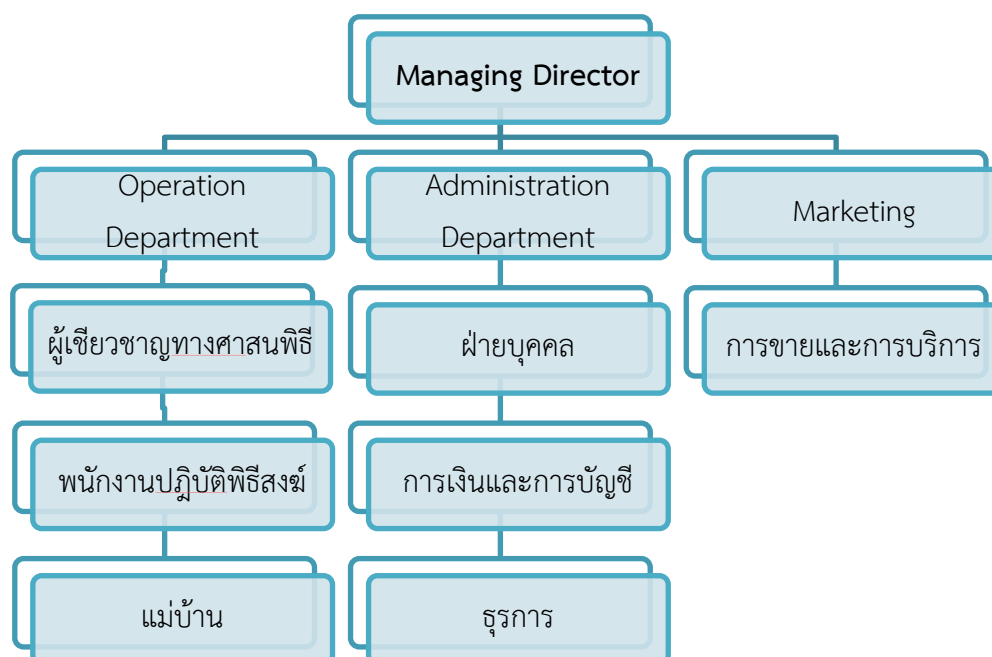 Managing Director
Operation
Department
Administration
Department
Marketing
ผู้เชียวชาญทางศาสนพิธี
ฝ่ายบุคคล
การขายและการบริการ
พนักงานปฎิบัติพิธีสงฆ์
การเงินและการบัญชี
แม่บ้าน
ธุรการ